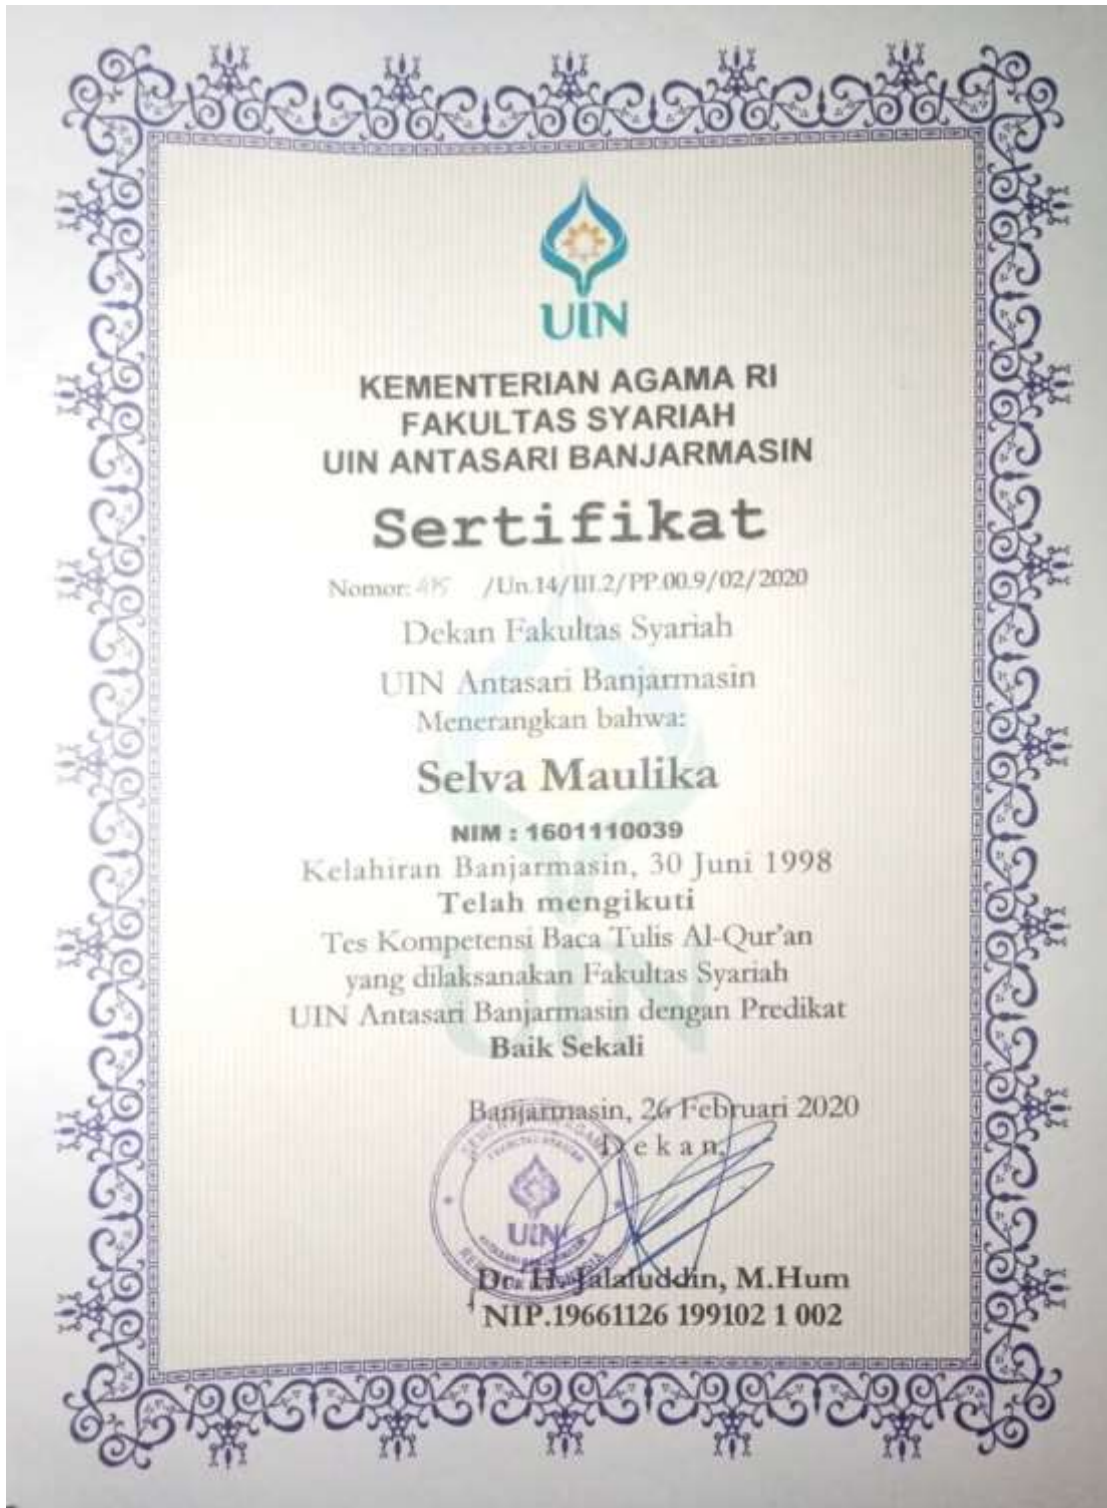 UIN
KEMENTERIAN AGAMA RI
FAKULTAS SYARIAH
UIN ANTASARI BANJARMASIN
Sertifikat
Nomor: /Un.14/III.2/PP.00.9/02/2020
Dekan Fakultas Syariah
UIN Antasari Banjarmasin
Menerangkan bahwa:
Selva Maulika
NIM : 1601110039
Kelahiran Banjarmasin, 30 Juni 1998
Telah mengikuti
Tes Kompetensi Baca Tulis Al-Qur'an
yang dilaksanakan Fakultas Syariah
UIN Antasari Banjarmasin dengan Predikat
Baik Sekali
UIN
Banjarmasin, 26 Februari 2020
D e k a n,
UIN
Dr. H. Jalaluddin, M.Hum
NIP.19661126 199102 1 002